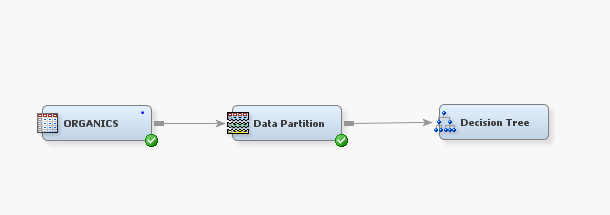 ORGANICS
Data Partition
Decision Tree